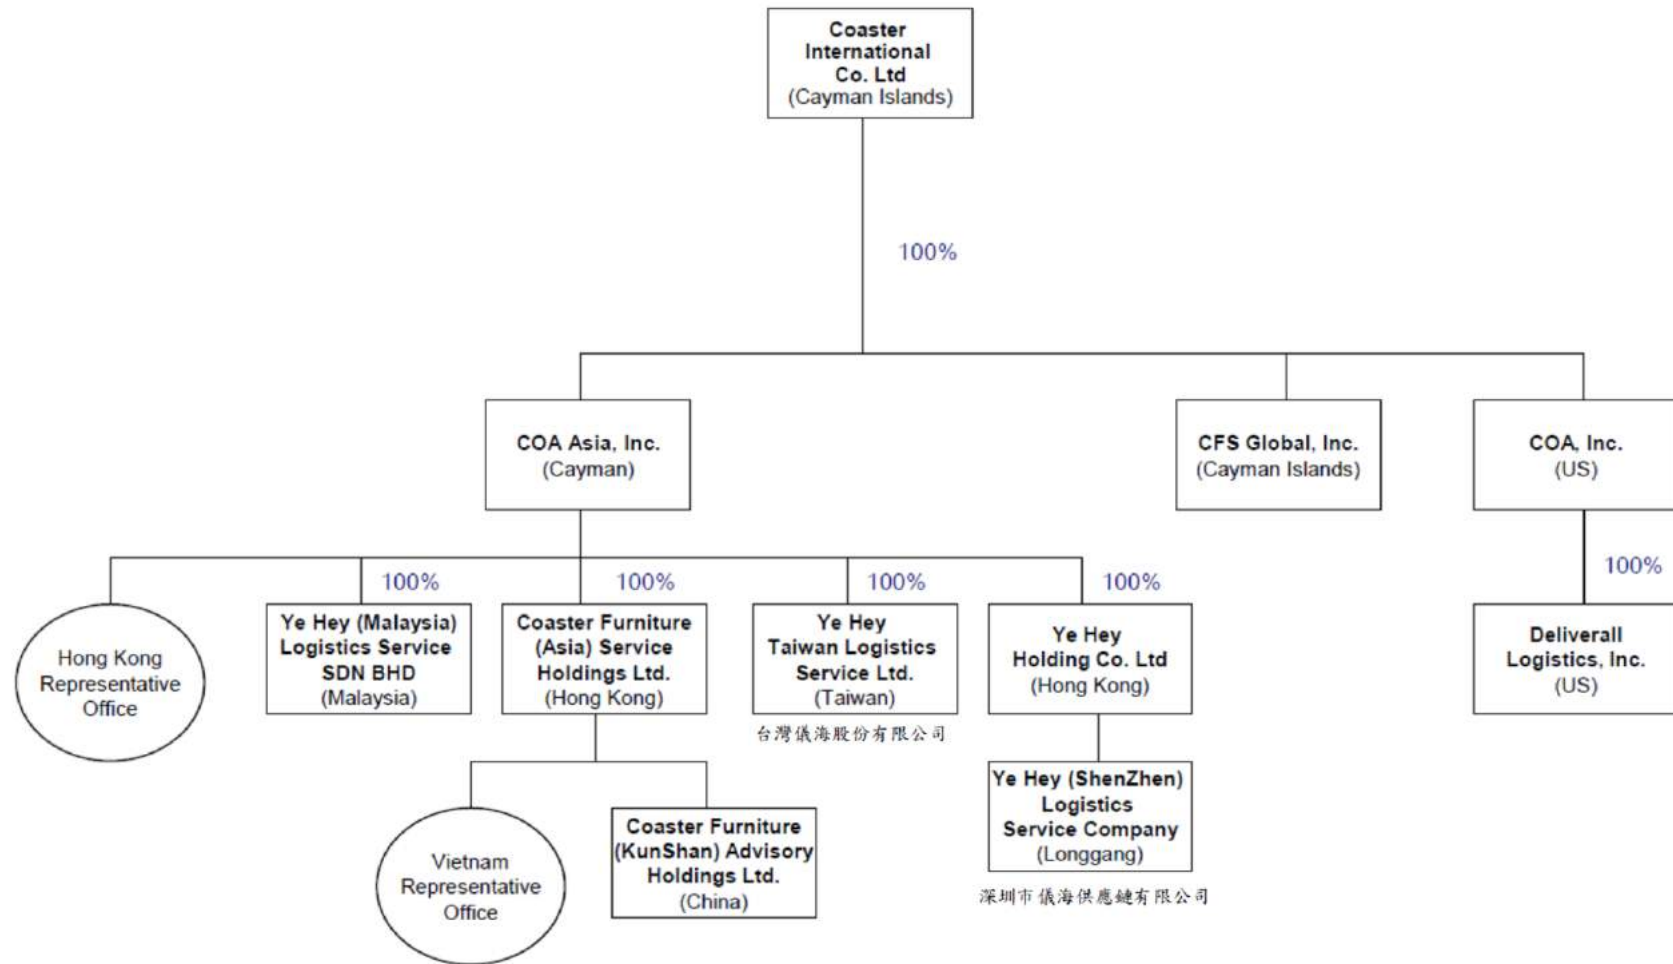 Coaster
International
Co. Ltd
(Cayman Islands)
100%
COA Asia, Inc.
(Cayman)
CFS Global, Inc.
(Cayman Islands)
COA, Inc.
(US)
100%
100%
100%
100%
100%
Hong Kong
Representative
Office
Ye Hey (Malaysia)
Logistics Service
SDN BHD
(Malaysia)
Coaster Furniture
(Asia) Service
Holdings Ltd.
(Hong Kong)
Ye Hey
Taiwan Logistics
Service Ltd.
(Taiwan)
台灣儀海股份有限公司
Ye Hey
Holding Co. Ltd
(Hong Kong)
Deliverall
Logistics, Inc.
(US)
Vietnam
Representative
Office
Coaster Furniture
(KunShan) Advisory
Holdings Ltd.
(China)
Ye Hey (ShenZhen)
Logistics
Service Company
(Longgang)
深圳市儀海供應鏈有限公司